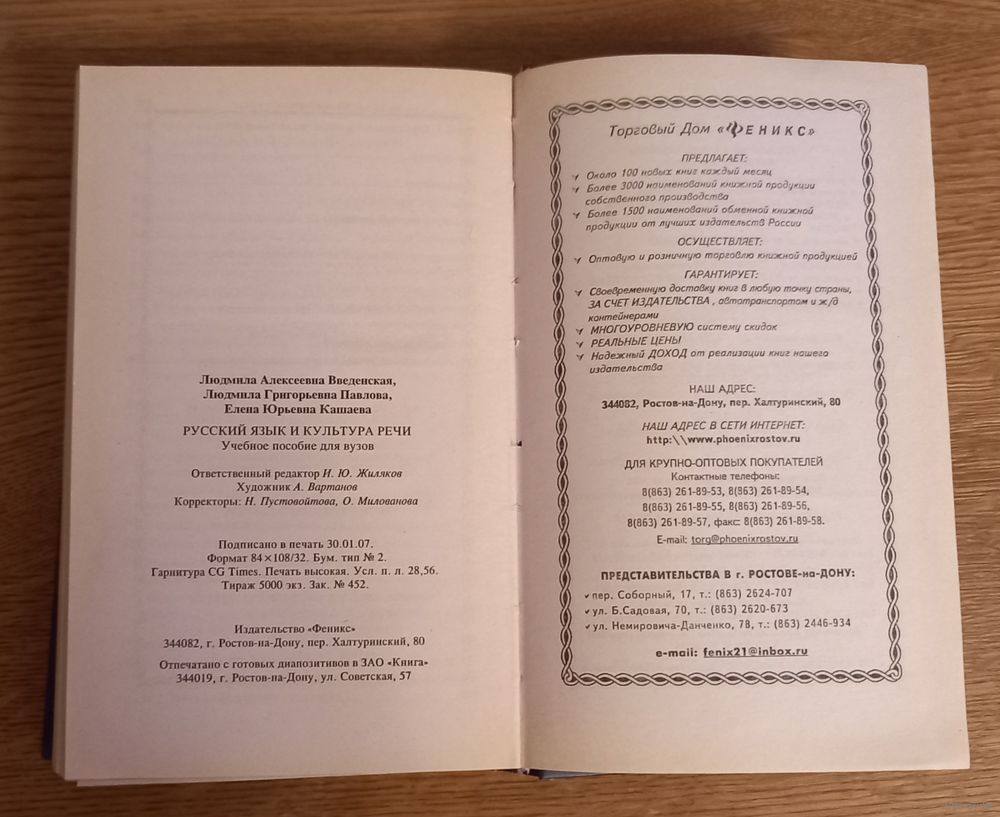 Людмила Алексеевна Введенская,
Людмила Григорьевна Павлова,
Елена Юрьевна Кашаева
РУССКИЙ ЯЗЫК И КУЛЬТУРА РЕЧИ
Учебное пособие для вузов
Ответственный редактор И. Ю. Жиляков
Художник А. Вартанов
Корректоры: Н. Пустовойтова, О. Милованова
Подписано в печать 30.01.07.
Формат 84×108/32. Бум. тип № 2.
Гарнитура CG Times. Печать высокая. Усл. п. л. 28,56.
Тираж 5000 экз. Зак. № 452.
Издательство «Феникс»
344082, г. Ростов-на-Дону, пер. Халтуринский, 80
Отпечатано с готовых диапозитивов в ЗАО «Книга»
344019, г. Ростов-на-Дону, ул. Советская, 57
Торговый Дом «ФЕНИКС»
ПРЕДЛАГАЕТ:
Около 100 новых книг каждый месяц
Более 3000 наименований книжной продукции
собственного производства
Более 1500 наименований обменной книжной
продукции от лучших издательств России
ОСУЩЕСТВЛЯЕТ:
Оптовую и розничную торговлю книжной продукцией
ГАРАНТИРУЕТ:
Своевременную доставку книг в любую точку страны,
ЗА СЧЕТ ИЗДАТЕЛЬСТВА , автотранспортом и ж/д
контейнерами
МНОГОУРОВНЕВУЮ систему скидок
РЕАЛЬНЫЕ ЦЕНЫ
Надежный ДОХОД от реализации книг нашего
издательства
НАШ АДРЕС:
344082, Ростов-на-Дону, пер. Халтуринский, 80
НАШ АДРЕС В СЕТИ ИНТЕРНЕТ:
http:\\www.phoenixrostov.ru
ДЛЯ КРУПНО-ОПТОВЫХ ПОКУПАТЕЛЕЙ
Контактные телефоны:
8(863) 261-89-53, 8(863) 261-89-54,
8(863) 261-89-55, 8(863) 261-89-56,
8(863) 261-89-57, факс: 8(863) 261-89-58.
E-mail: torg@phoenixrostov.ru
ПРЕДСТАВИТЕЛЬСТВА В г. РОСТОВЕ-на-ДОНУ:
пер. Соборный, 17, т.: (863) 2624-707
ул. Б.Садовая, 70, т.: (863) 2620-673
ул. Немировича-Данченко, 78, т.: (863) 2446-934
e-mail: fenix21@inbox.ru